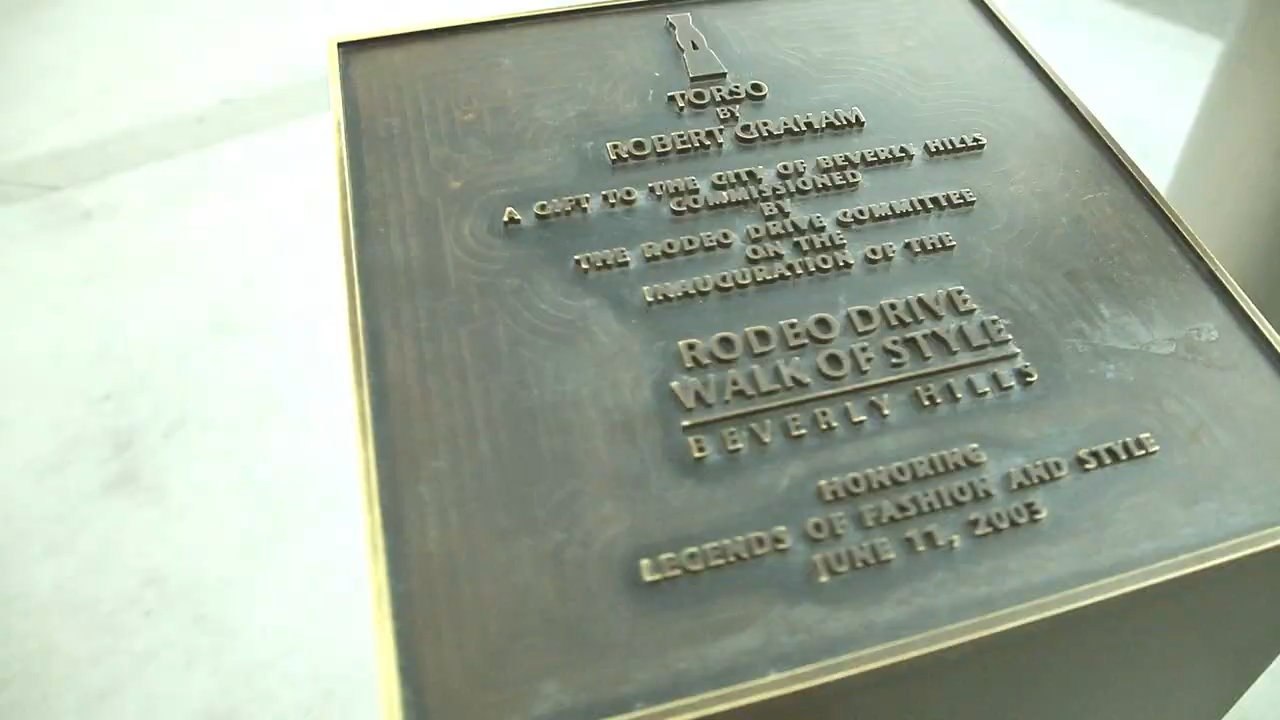 TORSO
BY
ROBERT GRAHAM
A GIFT TO THE CITY OF BEVERLY HILLS
COMMISSIONED
BY
THE RODEO DRIVE COMMITTEE
ON THE
INAUGURATION OF THE
RODEO DRIVE
WALK OF STYLE
BEVERLY HILLS
HONORING
LEGENDS OF FASHION AND STYLE
JUNE 11, 2003